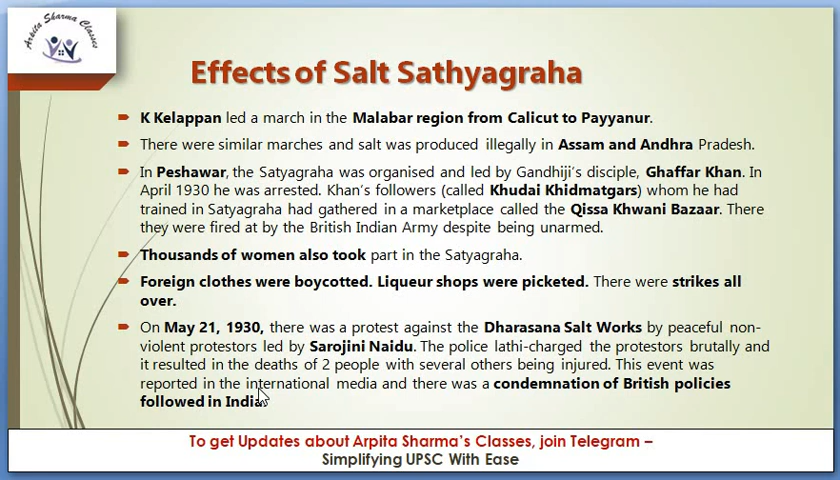 Arpita Sharma Classes
Effects of Salt Sathyagraha
K Kelappan led a march in the Malabar region from Calicut to Payyanur.
There were similar marches and salt was produced illegally in Assam and Andhra Pradesh.
In Peshawar, the Satyagraha was organised and led by Gandhiji's disciple, Ghaffar Khan. In
April 1930 he was arrested. Khan's followers (called Khudai Khidmatgars) whom he had
trained in Satyagraha had gathered in a marketplace called the Qissa Khwani Bazaar. There
they were fired at by the British Indian Army despite being unarmed.
Thousands of women also took part in the Satyagraha.
Foreign clothes were boycotted. Liqueur shops were picketed. There were strikes all
over.
On May 21, 1930, there was a protest against the Dharasana Salt Works by peaceful non-
violent protestors led by Sarojini Naidu. The police lathi-charged the protestors brutally and
it resulted in the deaths of 2 people with several others being injured. This event was
reported in the international media and there was a condemnation of British policies
followed in India.
To get Updates about Arpita Sharma's Classes, join Telegram –
Simplifying UPSC With Ease